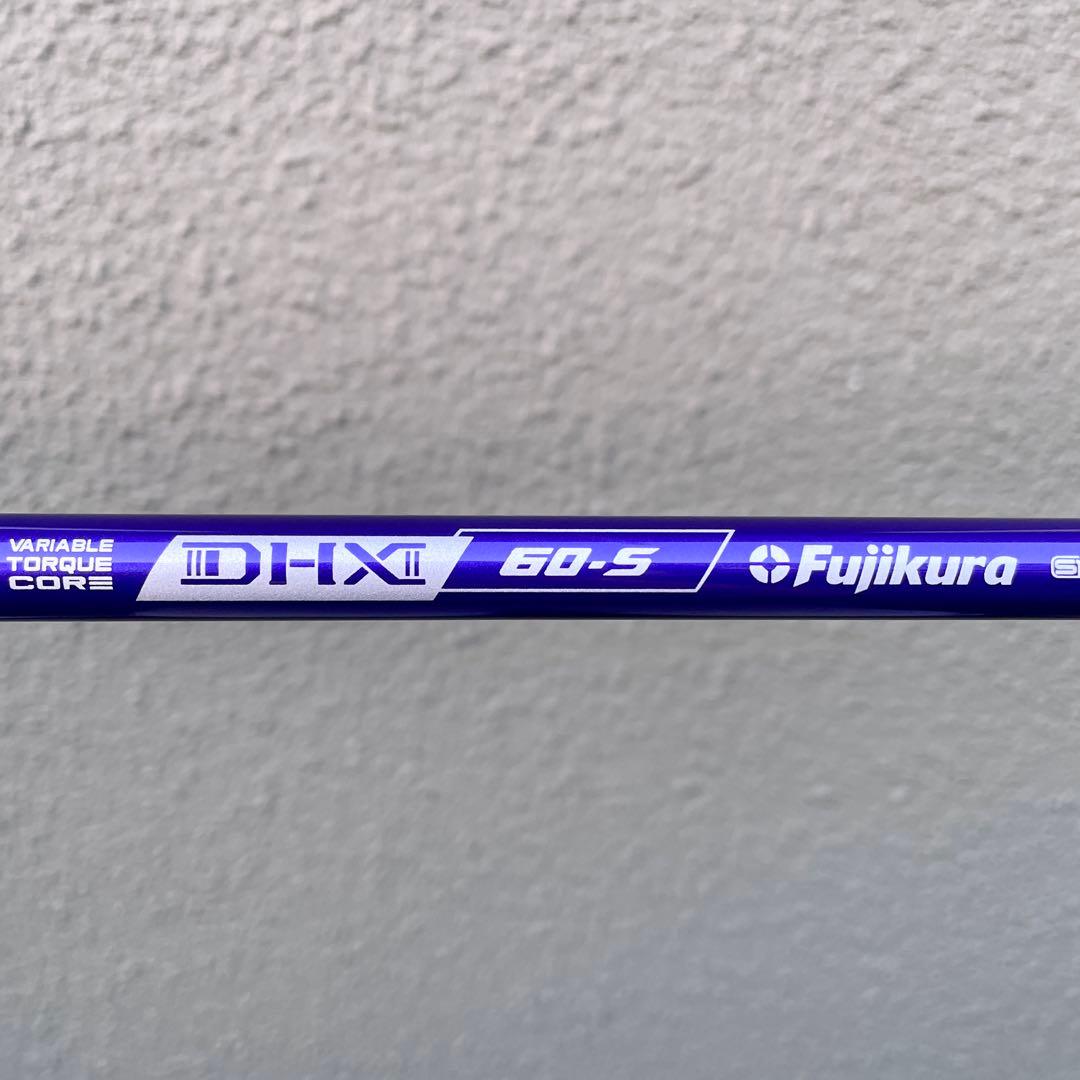 VARIABLE
TORQUE
CORE
DHX
60-S
Fujikura